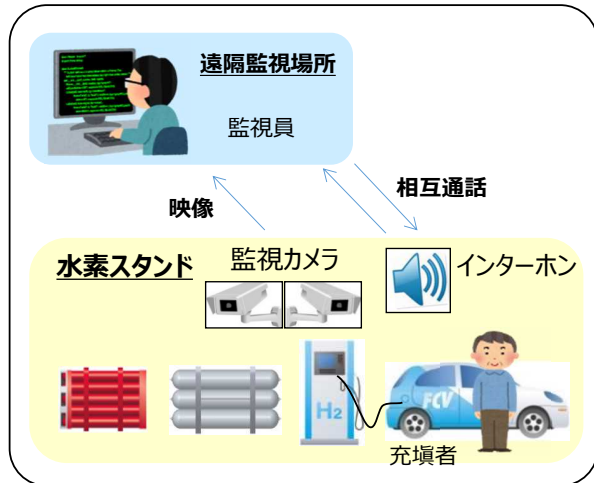 遠隔監視場所
監視員
映像
相互通話
水素スタンド
監視カメラ
インターホン
H2
FCV
充塡者